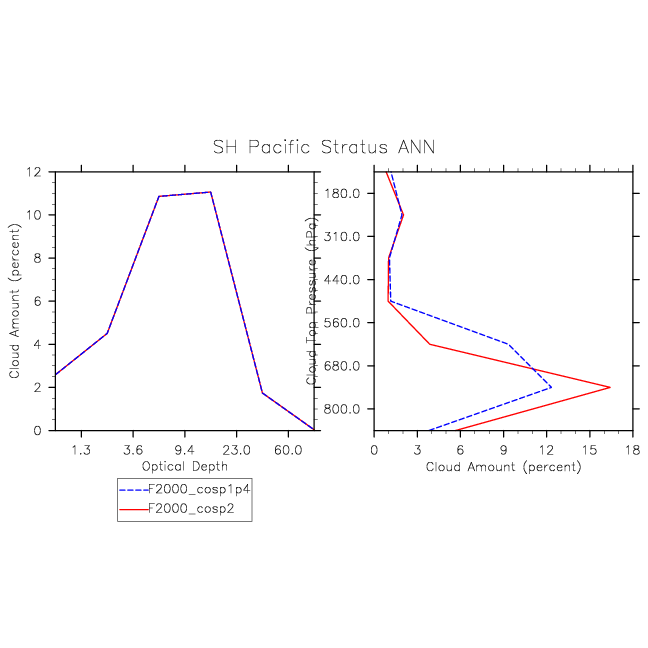 SH Pacific Stratus ANN
Cloud Amount (percent)
12
10
8
6
4
2
0
1.3 3.6 9.4 23.0 60.0
Optical Depth
Cloud Top Pressure (hPa)
180.0
310.0
440.0
560.0
680.0
800.0
0 3 6 9 12 15 18
Cloud Amount (percent)
F2000_cosp1p4
F2000_cosp2